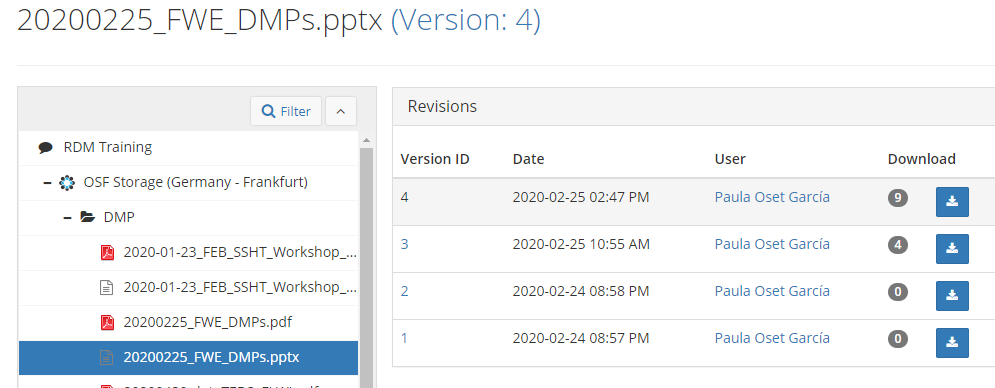 20200225_FWE_DMPs.pptx (Version: 4)
Filter
RDM Training
OSF Storage (Germany - Frankfurt)
DMP
2020-01-23_FEB_SSHT_Workshop_...
2020-01-23_FEB_SSHT_Workshop_...
20200225_FWE_DMPs.pdf
20200225_FWE_DMPs.pptx
Revisions
Version ID Date User Download
4 2020-02-25 02:47 PM Paula Oset García 9
3 2020-02-25 10:55 AM Paula Oset García 4
2 2020-02-24 08:58 PM Paula Oset García 0
1 2020-02-24 08:57 PM Paula Oset García 0